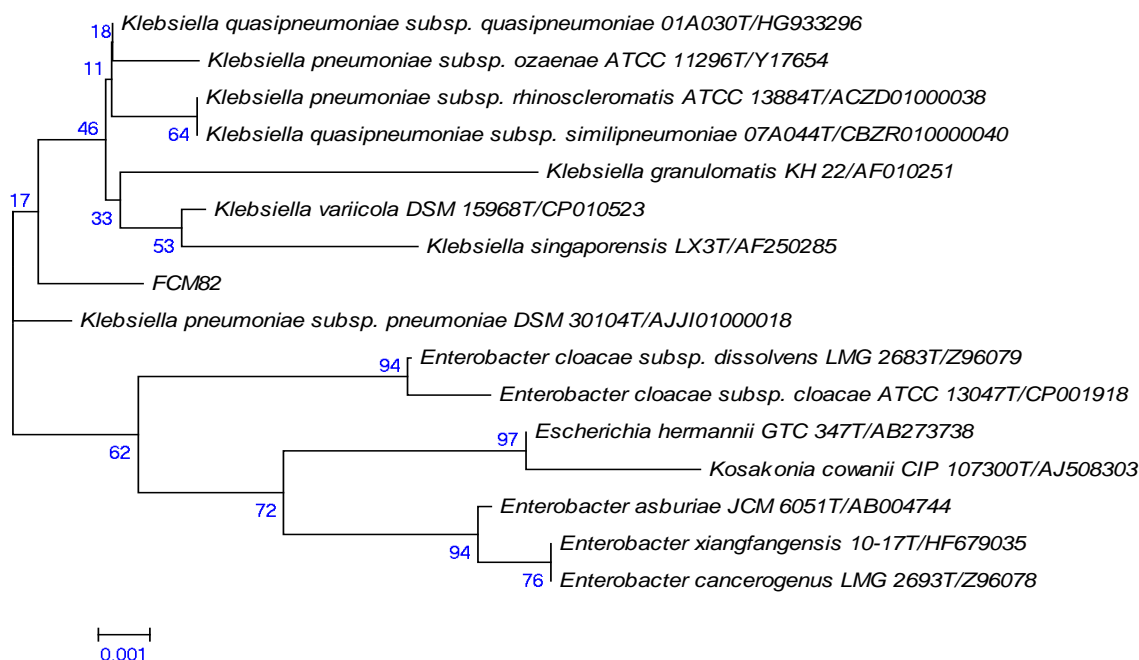 18 Klebsiella quasipneumoniae subsp. quasipneumoniae 01A030T/HG933296
Klebsiella pneumoniae subsp. ozaenae ATCC 11296T/Y17654
11
Klebsiella pneumoniae subsp. rhinoscleromatis ATCC 13884T/ACZD01000038
46
64 Klebsiella quasipneumoniae subsp. similipneumoniae 07A044T/CBZR010000040
Klebsiella granulomatis KH 22/AF010251
17
Klebsiella variicola DSM 15968T/CP010523
33
53 Klebsiella singaporensis LX3T/AF250285
FCM82
Klebsiella pneumoniae subsp. pneumoniae DSM 30104T/AJJI01000018
Enterobacter cloacae subsp. dissolvens LMG 2683T/Z96079
94
Enterobacter cloacae subsp. cloacae ATCC 13047T/CP001918
Escherichia hermannii GTC 347T/AB273738
97
62
Kosakonia cowanii CIP 107300T/AJ508303
72
Enterobacter asburiae JCM 6051T/AB004744
Enterobacter xiangfangensis 10-17T/HF679035
94
76 Enterobacter cancerogenus LMG 2693T/Z96078
0.001